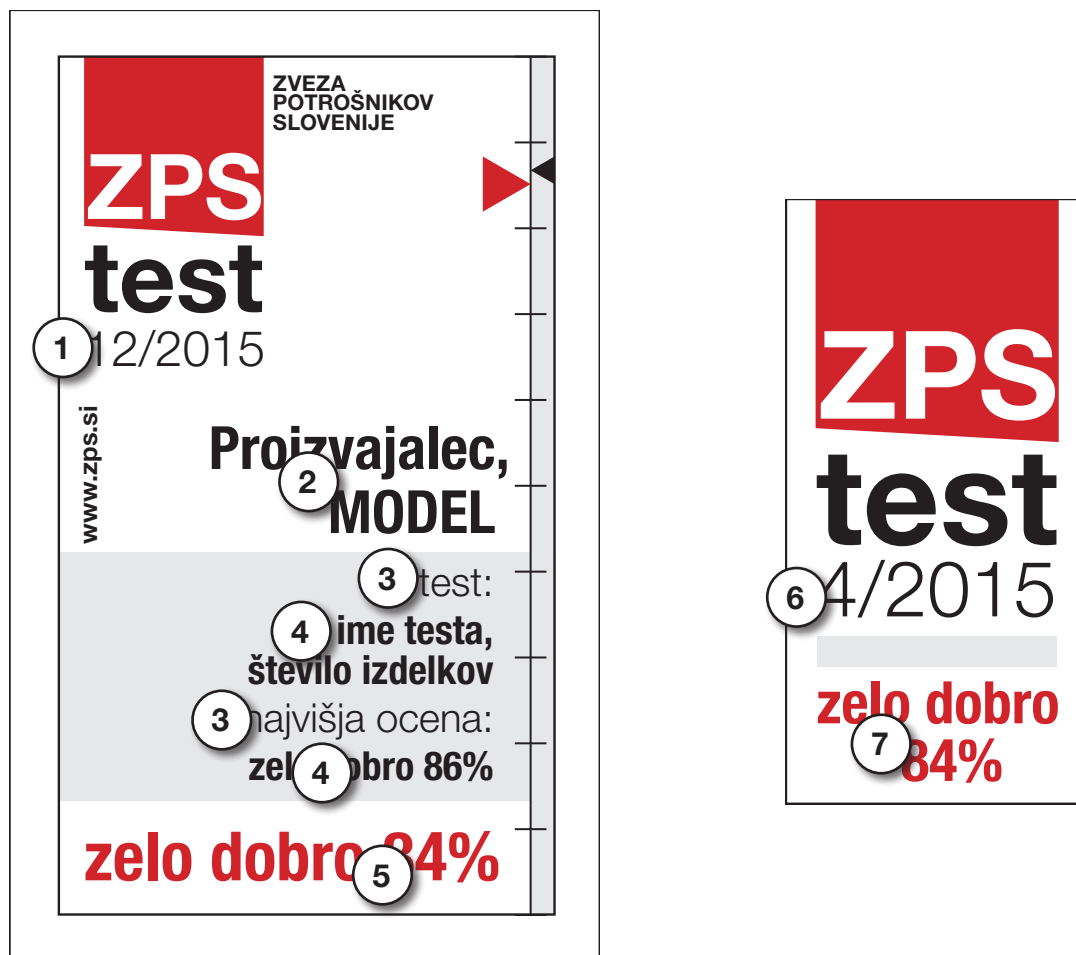 ZVEZA
POTROŠNIKOV
SLOVENIJE
ZPS
test
1 12/2015
www.zps.si
Proizvajalec,
2 MODEL
3 test:
4 ime testa,
število izdelkov
3 najvišja ocena:
4 zelo dobro 86%
5 zelo dobro 84%
ZPS
test
6 4/2015
zelo dobro
7 84%